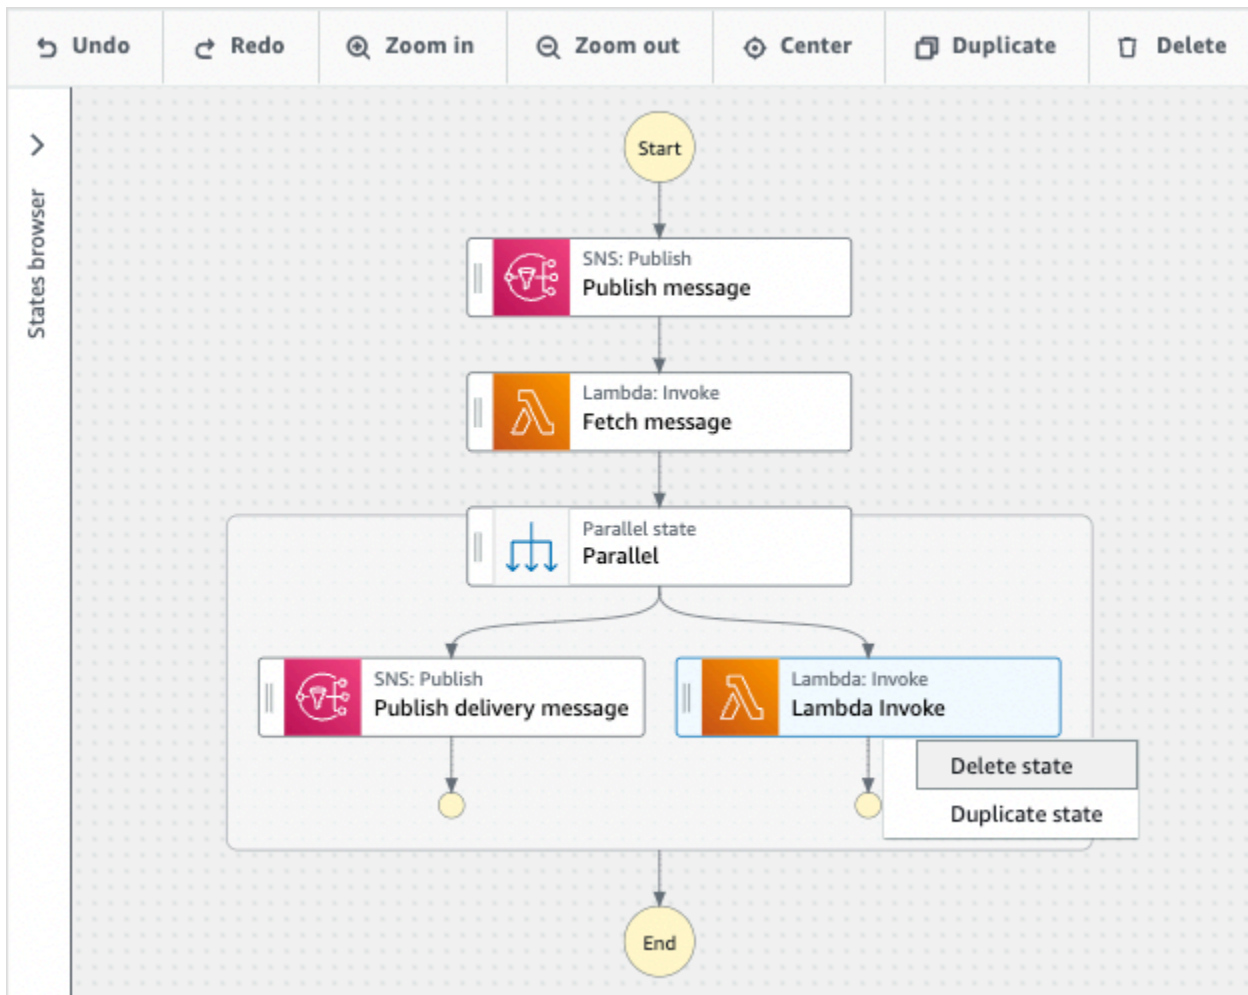 Undo
Redo
Zoom in
Zoom out
Center
Duplicate
Delete
States browser
Start
SNS: Publish
Publish message
Lambda: Invoke
Fetch message
Parallel state
Parallel
SNS: Publish
Publish delivery message
Lambda: Invoke
Lambda Invoke
Delete state
Duplicate state
End